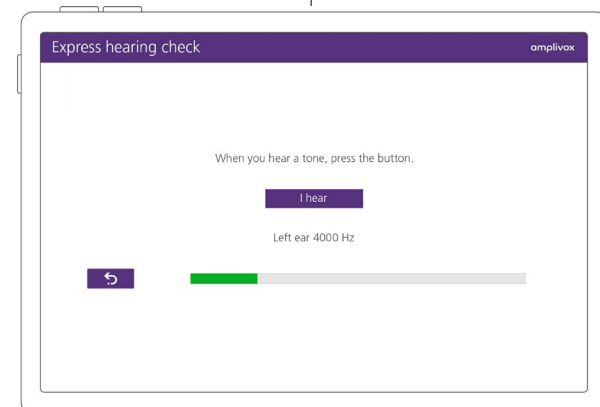 Express hearing check
amplivox
When you hear a tone, press the button.
I hear
Left ear 4000 Hz